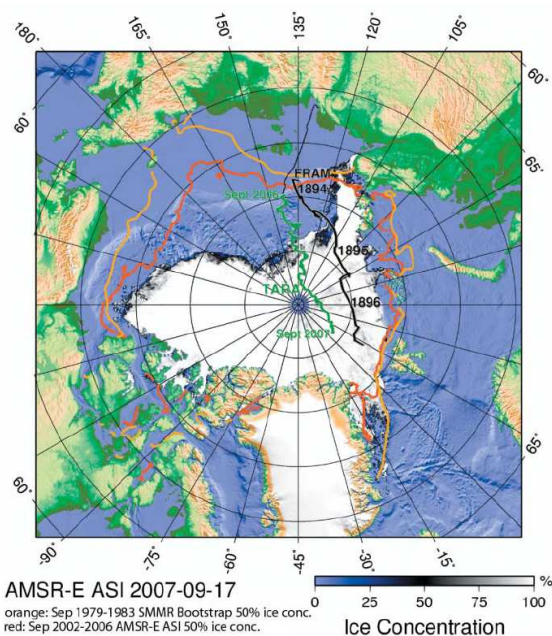 180°
165°
150°
135°
120°
105°
60°
60°
65°
FRAM
1894
Sept 2006
1895
TARA
1896
Sept 2007
60°
65°
-90°
-75°
-60°
-45°
-30°
-15°
AMSR-E ASI 2007-09-17
orange: Sep 1979-1983 SMMR Bootstrap 50% ice conc.
red: Sep 2002-2006 AMSR-E ASI 50% ice conc.
%
0 25 50 75 100
Ice Concentration